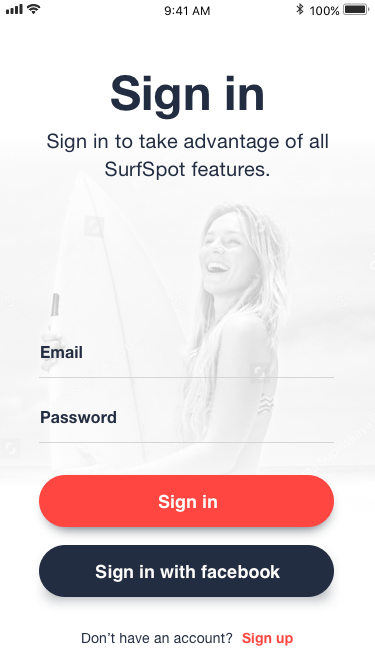 9:41 AM
100%
Sign in
Sign in to take advantage of all
SurfSpot features.
Email
Password
Sign in
Sign in with facebook
Don’t have an account? Sign up